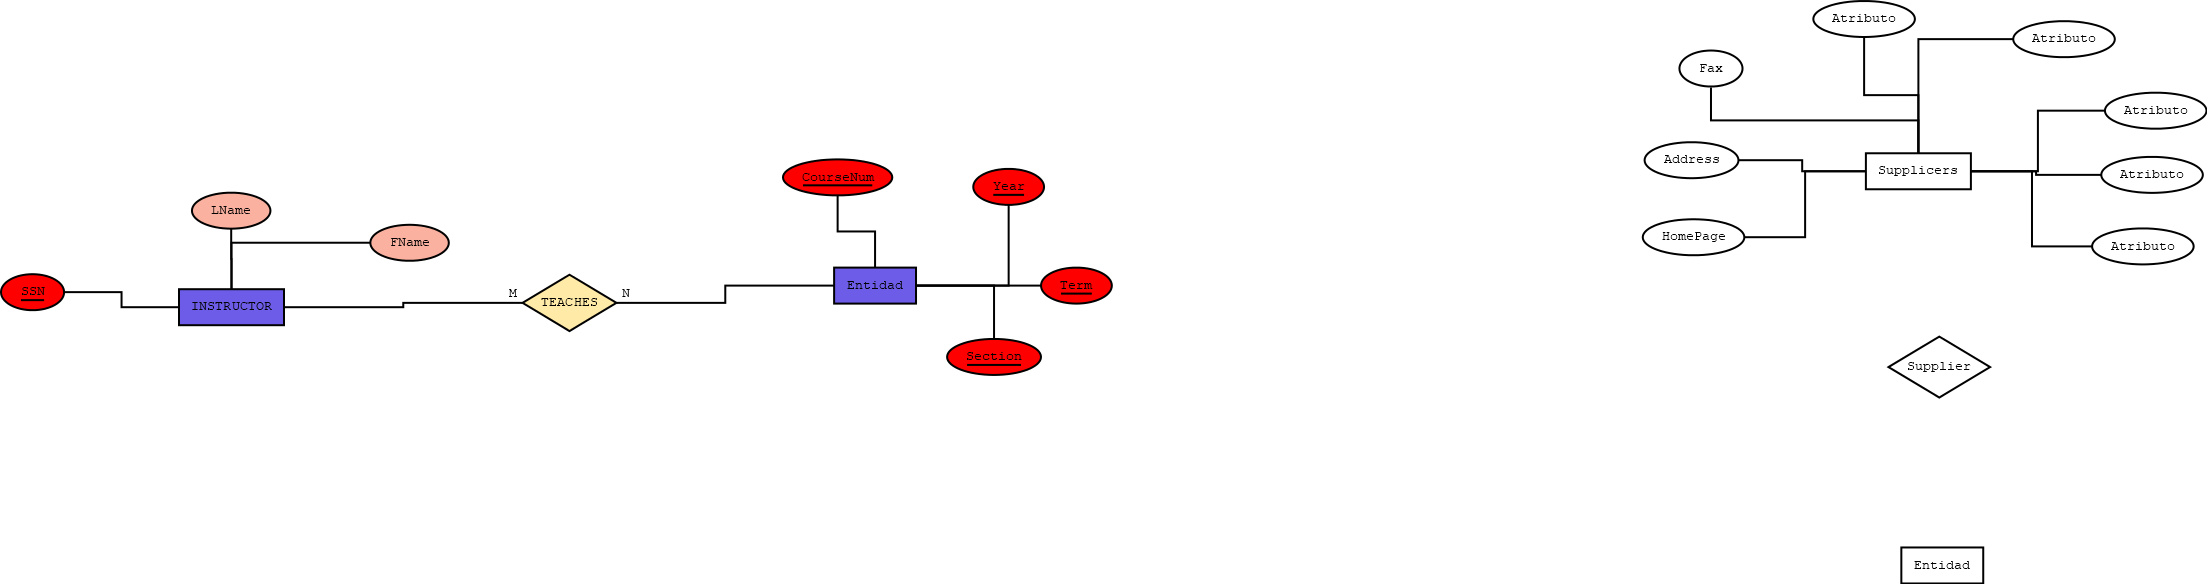 Atributo
Atributo
Fax
Atributo
Address
Supplicers
Atributo
HomePage
Atributo
CourseNum
Year
LName
FName
SSN
INSTRUCTOR
M
TEACHES
N
Entidad
Term
Section
Supplier
Entidad